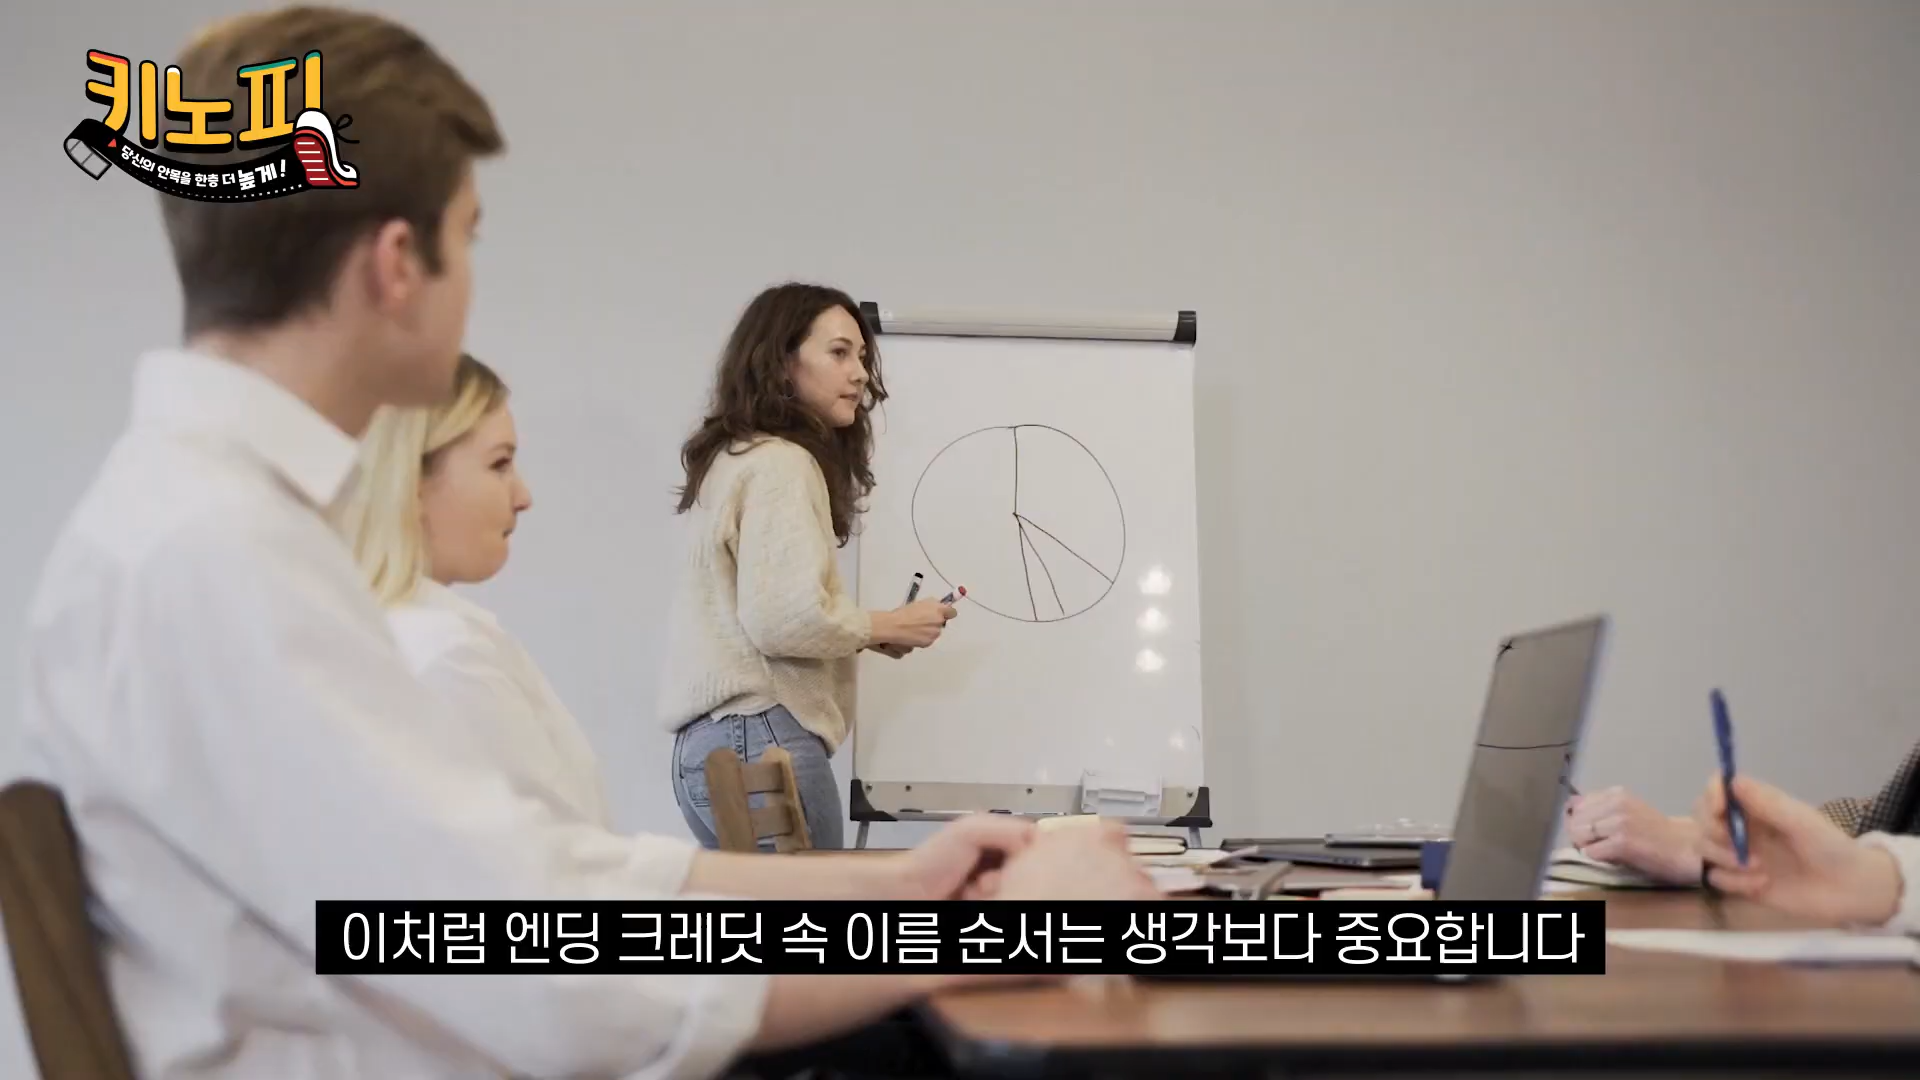 키노피
당신의 안목을 한층 더 높게!
이처럼 엔딩 크레딧 속 이름 순서는 생각보다 중요합니다